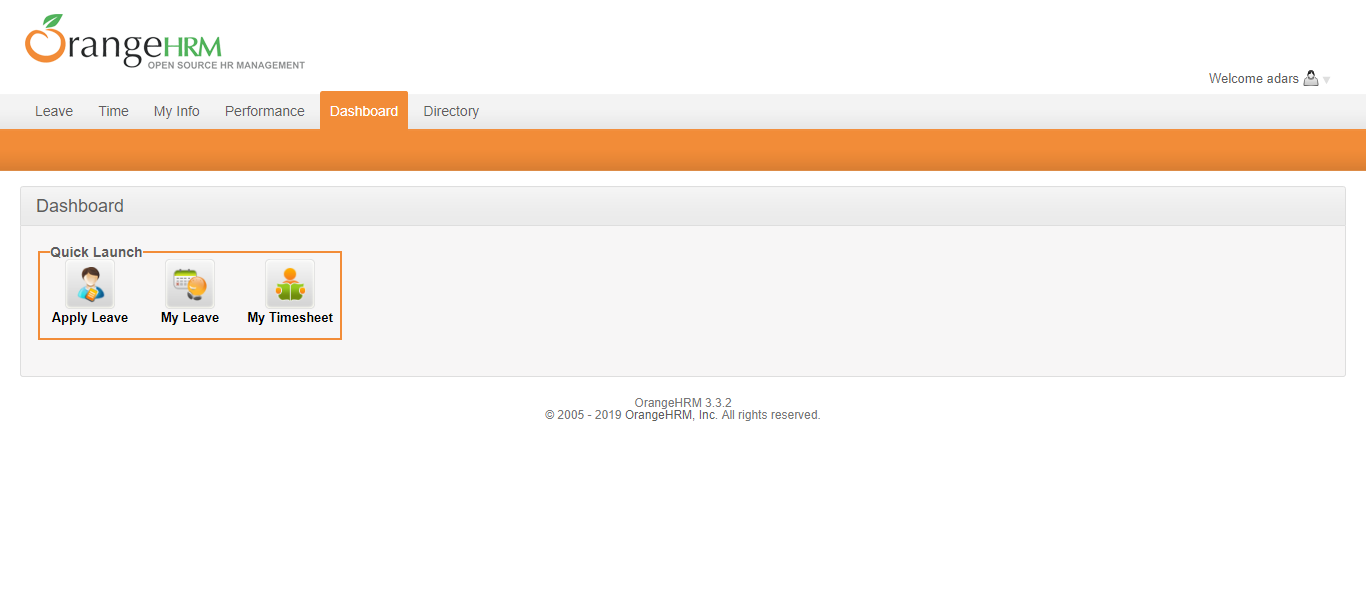 OrangeHRM
OPEN SOURCE HR MANAGEMENT
Welcome adars
Leave Time My Info Performance Dashboard Directory
Dashboard
Quick Launch
Apply Leave My Leave My Timesheet
OrangeHRM 3.3.2
© 2005 - 2019 OrangeHRM, Inc. All rights reserved.